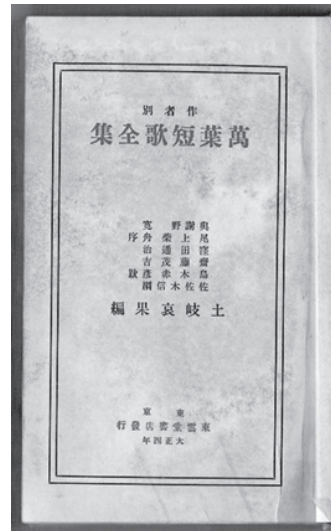 作者別
萬葉短歌全集
與謝野 寛
尾上柴舟 序
窪田通治
齋藤茂吉
島木赤彦 跋
佐佐木信綱
土岐哀果編
東京
東雲堂書店發行
大正四年